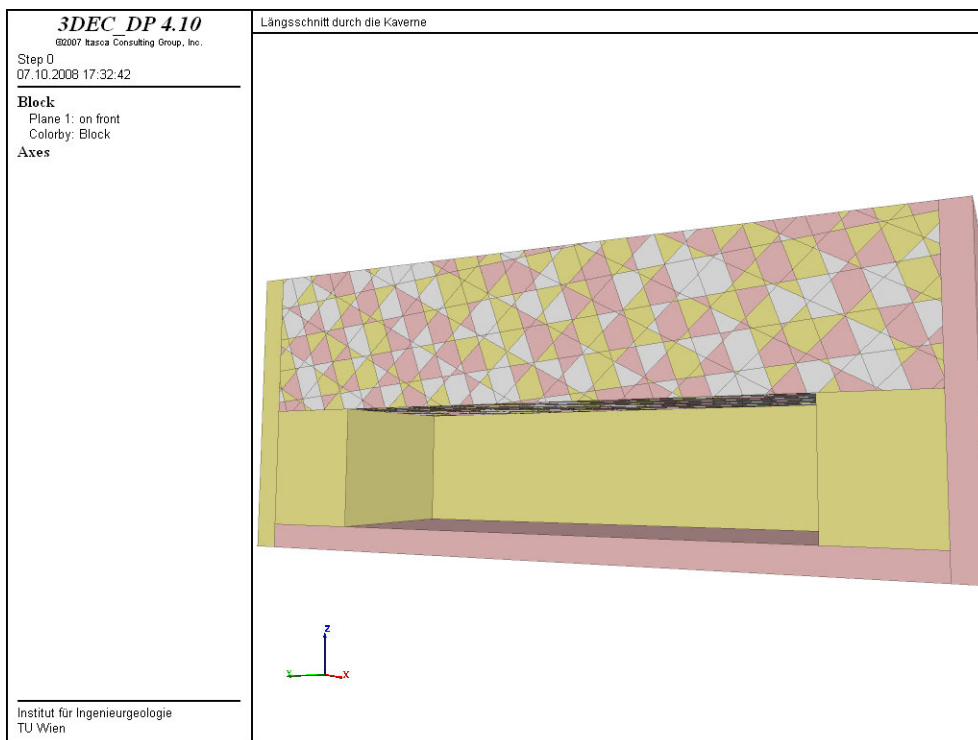 3DEC_DP 4.10
©2007 Itasca Consulting Group, Inc.
Step 0
07.10.2008 17:32:42
Block
Plane 1: on front
Colorby: Block
Axes
Längsschnitt durch die Kaverne
Z
Y
X
Institut für Ingenieurgeologie
TU Wien